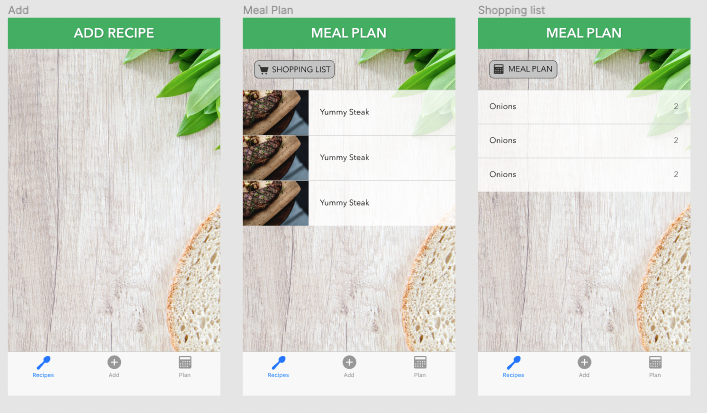 Add
ADD RECIPE
Recipes
Add
Plan
Meal Plan
MEAL PLAN
SHOPPING LIST
Yummy Steak
Yummy Steak
Yummy Steak
Recipes
Add
Plan
Shopping list
MEAL PLAN
MEAL PLAN
Onions 2
Onions 2
Onions 2
Recipes
Add
Plan